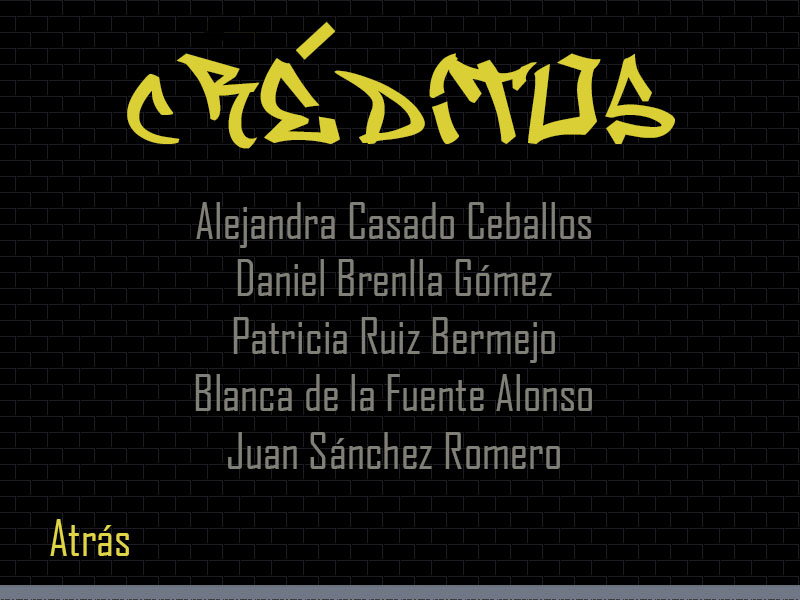 CRÉDITOS
Alejandra Casado Ceballos
Daniel Brenlla Gómez
Patricia Ruiz Bermejo
Blanca de la Fuente Alonso
Juan Sánchez Romero
Atrás